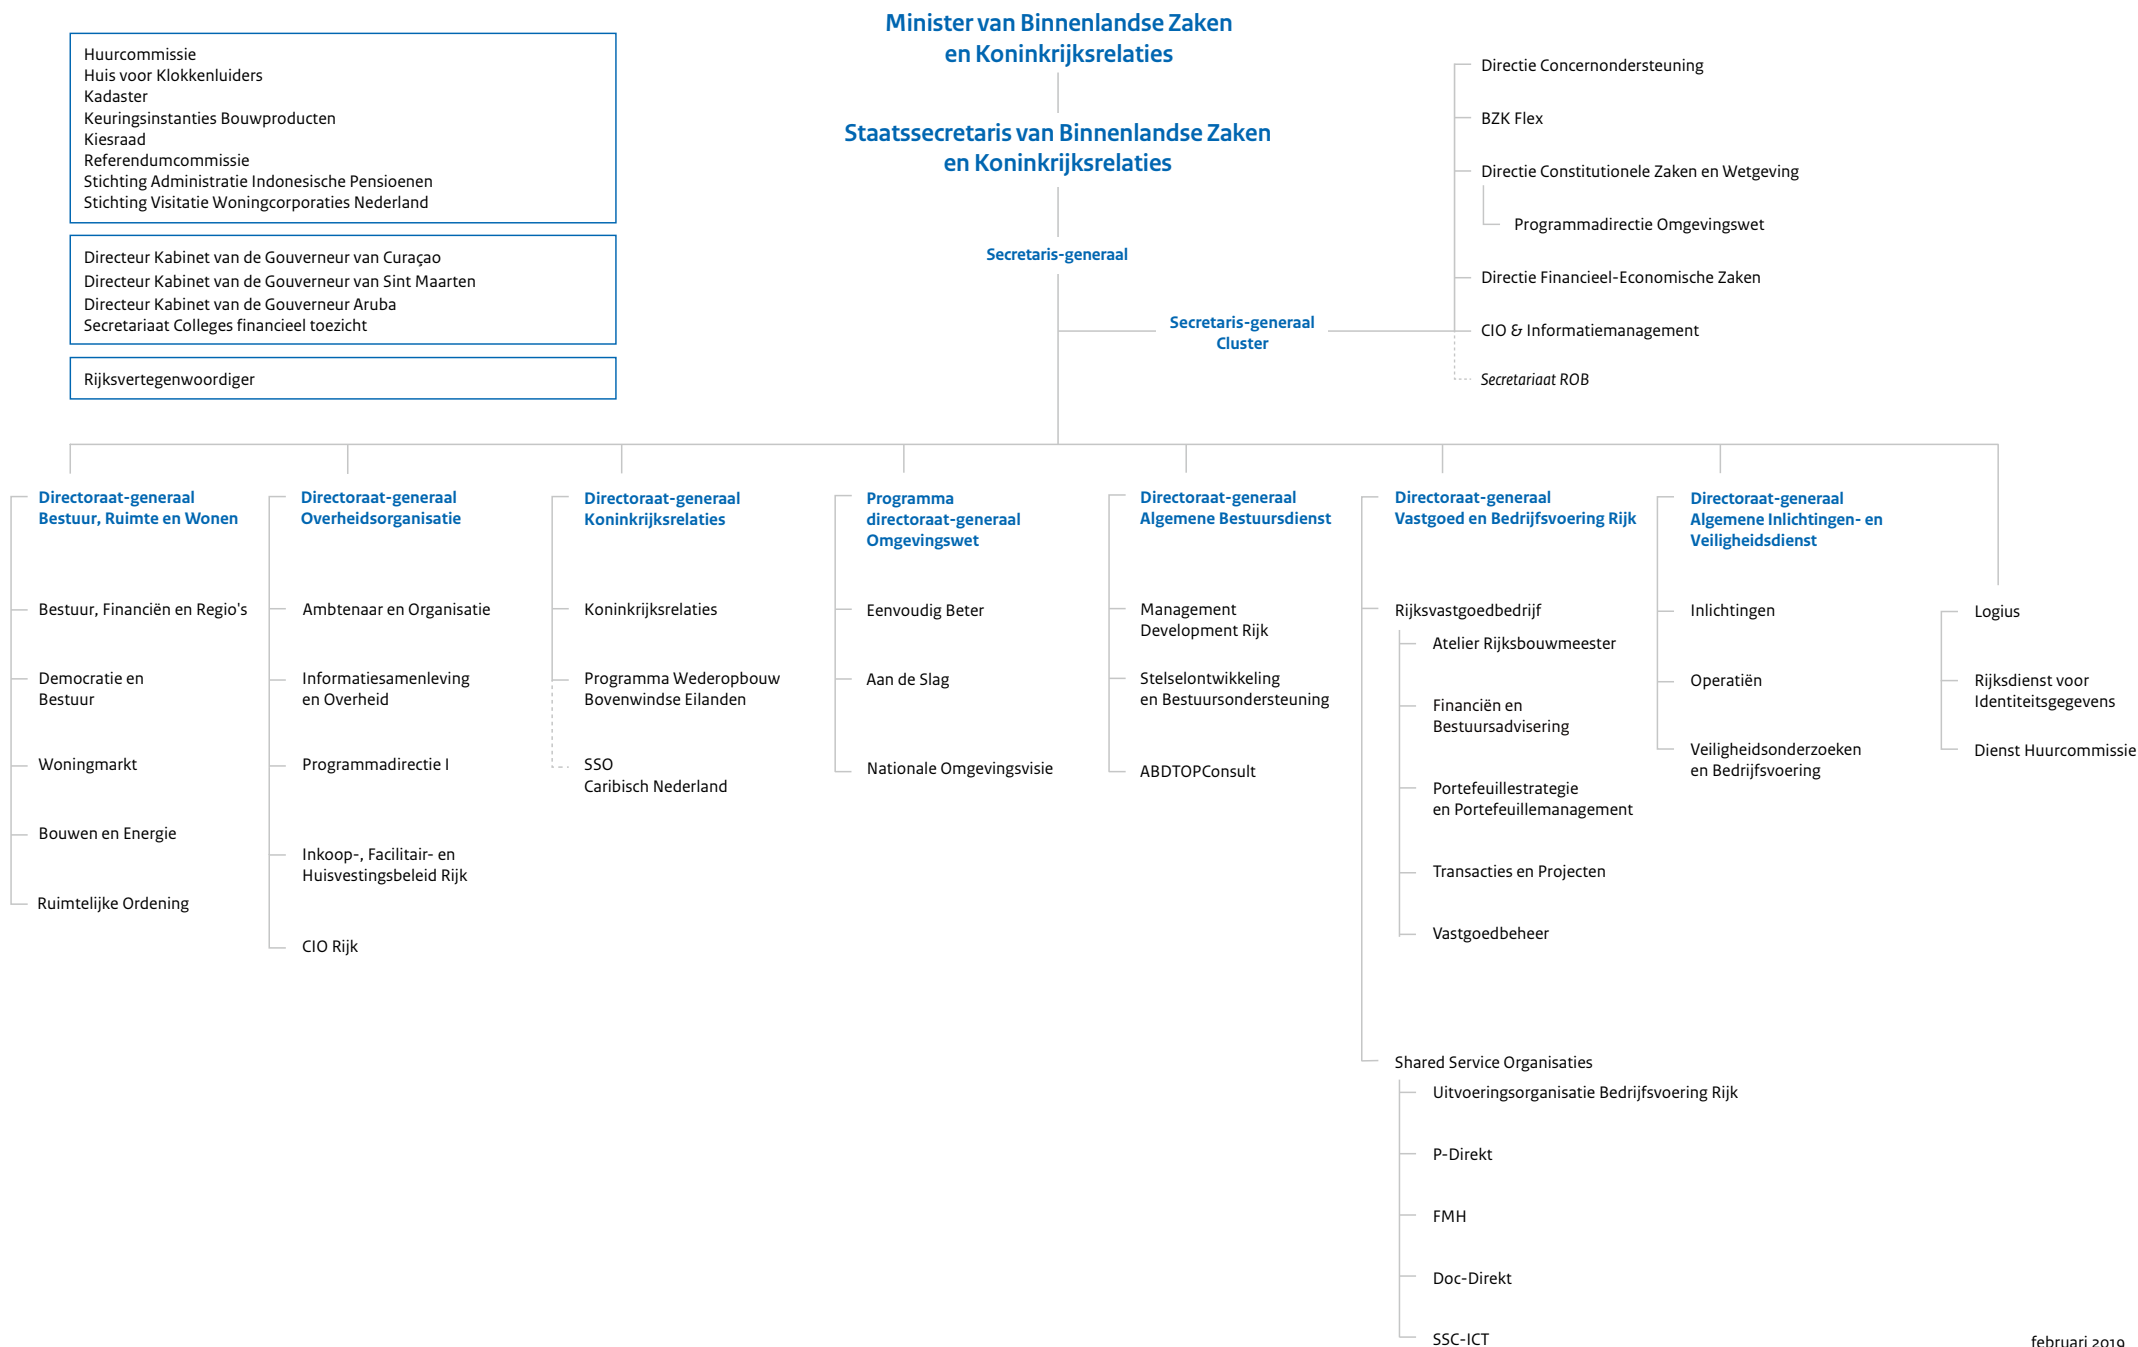 Minister van Binnenlandse Zaken
en Koninkrijksrelaties
Staatssecretaris van Binnenlandse Zaken
en Koninkrijksrelaties
Secretaris-generaal
Secretaris-generaal
Cluster
Huurcommissie
Huis voor Klokkenluiders
Kadaster
Keuringsinstanties Bouwproducten
Kiesraad
Referendumcommissie
Stichting Administratie Indonesische Pensioenen
Stichting Visitatie Woningcorporaties Nederland
Directeur Kabinet van de Gouverneur van Curaçao
Directeur Kabinet van de Gouverneur van Sint Maarten
Directeur Kabinet van de Gouverneur Aruba
Secretariaat Colleges financieel toezicht
Rijksvertegenwoordiger
Directie Concernondersteuning
BZK Flex
Directie Constitutionele Zaken en Wetgeving
Programmadirectie Omgevingswet
Directie Financieel-Economische Zaken
CIO & Informatiemanagement
Secretariaat ROB
Directoraat-generaal
Bestuur, Ruimte en Wonen
Bestuur, Financiën en Regio's
Democratie en
Bestuur
Woningmarkt
Bouwen en Energie
Ruimtelijke Ordening
Directoraat-generaal
Overheidsorganisatie
Ambtenaar en Organisatie
Informatiesamenleving
en Overheid
Programmadirectie I
Inkoop-, Facilitair- en
Huisvestingsbeleid Rijk
CIO Rijk
Directoraat-generaal
Koninkrijksrelaties
Koninkrijksrelaties
Programma Wederopbouw
Bovenwindse Eilanden
SSO
Caribisch Nederland
Programma
directoraat-generaal
Omgevingswet
Eenvoudig Beter
Aan de Slag
Nationale Omgevingsvisie
Directoraat-generaal
Algemene Bestuursdienst
Management
Development Rijk
Stelselontwikkeling
en Bestuursondersteuning
ABDTOPConsult
Directoraat-generaal
Vastgoed en Bedrijfsvoering Rijk
Rijksvastgoedbedrijf
Atelier Rijksbouwmeester
Financiën en
Bestuursadvisering
Portefeuillestrategie
en Portefeuillemanagement
Transacties en Projecten
Vastgoedbeheer
Shared Service Organisaties
Uitvoeringsorganisatie Bedrijfsvoering Rijk
P-Direkt
FMH
Doc-Direkt
SSC-ICT
Directoraat-generaal
Algemene Inlichtingen- en
Veiligheidsdienst
Inlichtingen
Operatiën
Veiligheidsonderzoeken
en Bedrijfsvoering
Logius
Rijksdienst voor
Identiteitsgegevens
Dienst Huurcommissie
februari 2019